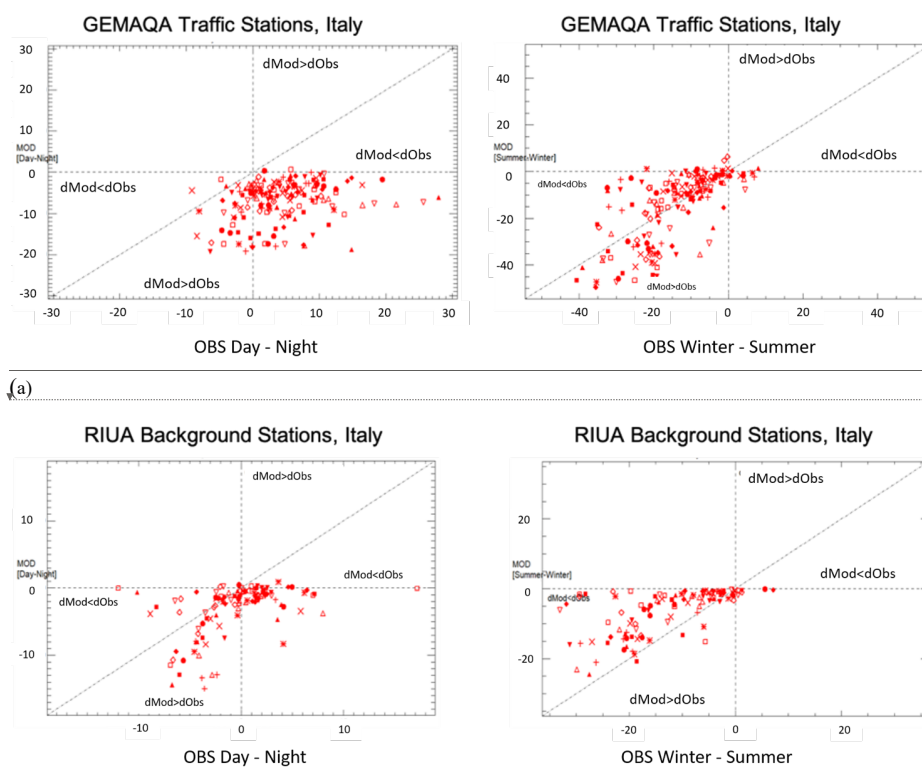 GEMAQA Traffic Stations, Italy
GEMAQA Traffic Stations, Italy
30
20
10
0
-10
-20
-30
MOD
[Day-Night]
dMod>dObs
dMod<dObs
dMod<dObs
dMod>dObs
-30
-20
-10
0
10
20
30
OBS Day - Night
40
20
0
-20
-40
MOD
[Summer-Winter]
dMod>dObs
dMod<dObs
dMod<dObs
dMod>dObs
-40
-20
0
20
40
OBS Winter - Summer
(a)
RIUA Background Stations, Italy
RIUA Background Stations, Italy
10
0
-10
MOD
[Day-Night]
dMod>dObs
dMod<dObs
dMod<dObs
dMod>dObs
-10
0
10
OBS Day - Night
20
0
-20
MOD
[Summer-Winter]
dMod>dObs
dMod<dObs
dMod<dObs
dMod>dObs
-20
0
20
OBS Winter - Summer